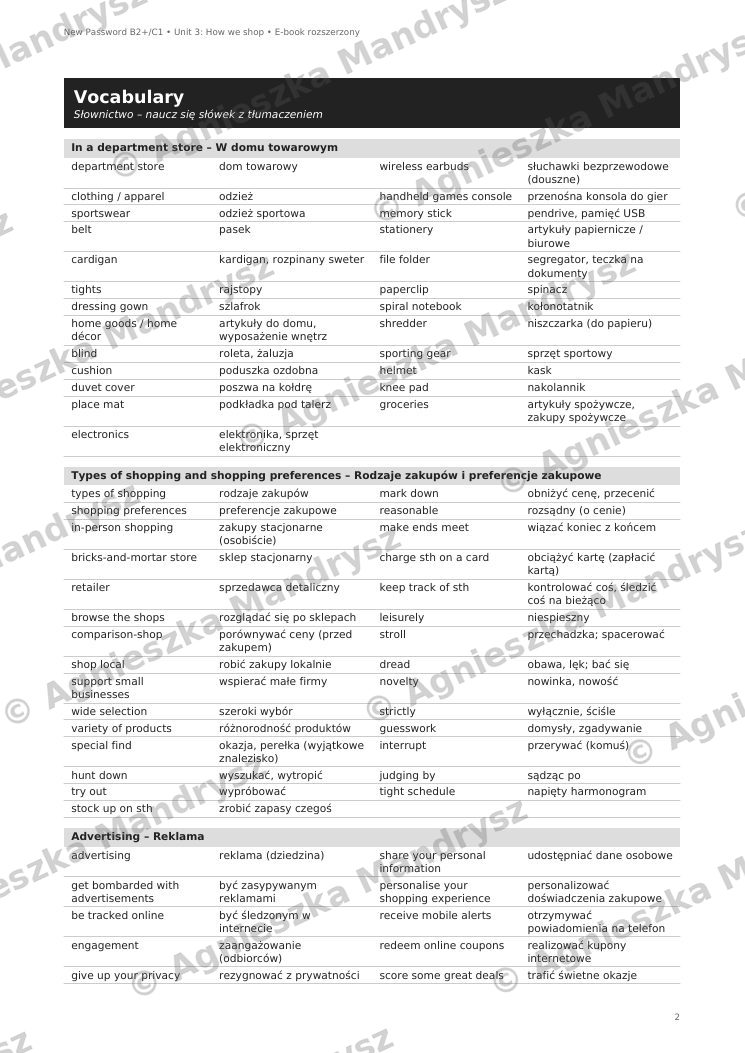 New Password B2+/C1 • Unit 3: How we shop • E-book rozszerzony
Vocabulary
Słownictwo – naucz się słówek z tłumaczeniem
In a department store – W domu towarowym
department store dom towarowy wireless earbuds słuchawki bezprzewodowe
(douszne)
clothing / apparel odzież handheld games console przenośna konsola do gier
sportswear odzież sportowa memory stick pendrive, pamięć USB
belt pasek stationery artykuły papiernicze /
biurowe
cardigan kardigan, rozpinany sweter file folder segregator, teczka na
dokumenty
tights rajstopy paperclip spinacz
dressing gown szlafrok spiral notebook kołonotatnik
home goods / home artykuły do domu, shredder niszczarka (do papieru)
décor wyposażenie wnętrz
blind roleta, żaluzja sporting gear sprzęt sportowy
cushion poduszka ozdobna helmet kask
duvet cover poszwa na kołdrę knee pad nakolannik
place mat podkładka pod talerz groceries artykuły spożywcze,
zakupy spożywcze
electronics elektronika, sprzęt
elektroniczny
Types of shopping and shopping preferences – Rodzaje zakupów i preferencje zakupowe
types of shopping rodzaje zakupów mark down obniżyć cenę, przecenić
shopping preferences preferencje zakupowe reasonable rozsądny (o cenie)
in-person shopping zakupy stacjonarne make ends meet wiązać koniec z końcem
(osobiście)
bricks-and-mortar store sklep stacjonarny charge sth on a card obciążyć kartę (zapłacić
kartą)
retailer sprzedawca detaliczny keep track of sth kontrolować coś, śledzić
coś na bieżąco
browse the shops rozglądać się po sklepach leisurely niespieszny
comparison-shop porównywać ceny (przed stroll przechadzka; spacerować
zakupem)
shop local robić zakupy lokalnie dread obawa, lęk; bać się
support small wspierać małe firmy novelty nowinka, nowość
businesses
wide selection szeroki wybór strictly wyłącznie, ściśle
variety of products różnorodność produktów guesswork domysły, zgadywanie
special find okazja, perełka (wyjątkowe interrupt przerywać (komuś)
znalezisko)
hunt down wyszukać, wytropić judging by sądząc po
try out wypróbować tight schedule napięty harmonogram
stock up on sth zrobić zapasy czegoś
Advertising – Reklama
advertising reklama (dziedzina) share your personal udostępniać dane osobowe
information
get bombarded with być zasypywanym personalise your personalizować
advertisements reklamami shopping experience doświadczenia zakupowe
be tracked online być śledzonym w receive mobile alerts otrzymywać
internecie powiadomienia na telefon
engagement zaangażowanie redeem online coupons realizować kupony
(odbiorców) internetowe
give up your privacy rezygnować z prywatności score some great deals trafić świetne okazje
2
© Agnieszka Mandrysz